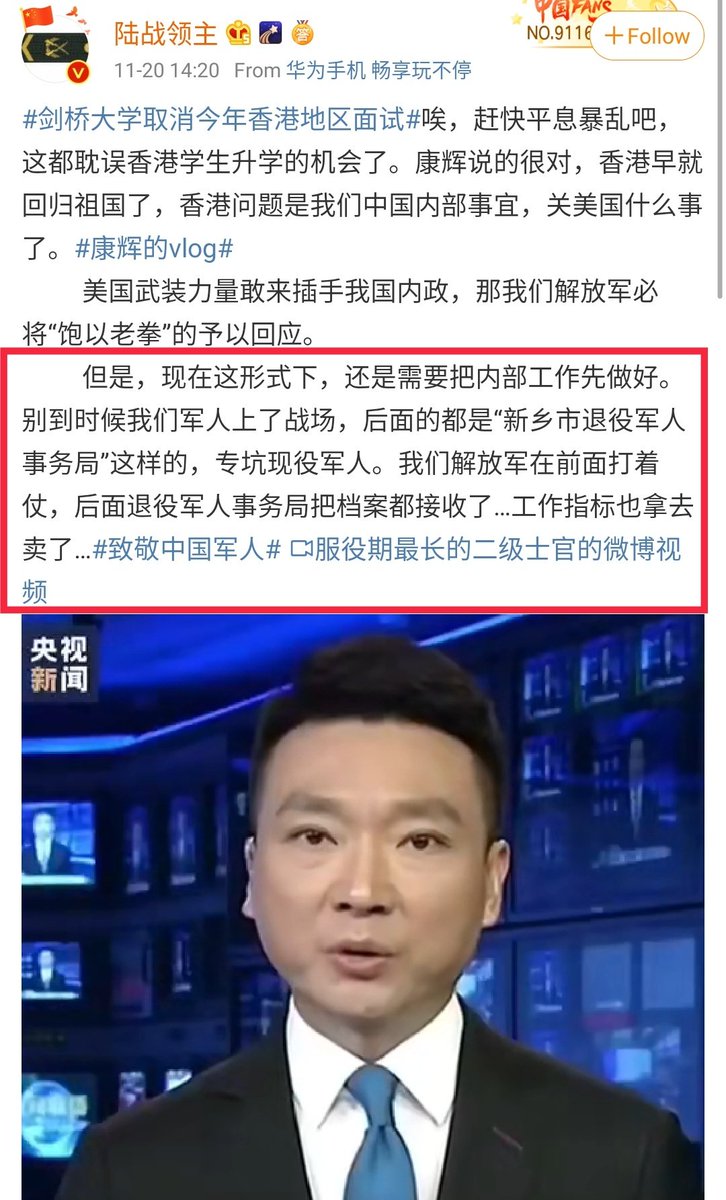 中国FANS
陆战领主
NO.9116
+Follow
11-20 14:20 From 华为手机 畅享玩不停
#剑桥大学取消今年香港地区面试#唉，赶快平息暴乱吧，
这都耽误香港学生升学的机会了。康辉说的很对，香港早就
回归祖国了，香港问题是我们中国内部事宜，关美国什么事
了。#康辉的vlog#
美国武装力量敢来插手我国内政，那我们解放军必
将“饱以老拳”的予以回应。
但是，现在这形式下，还是需要把内部工作先做好。
别到时候我们军人上了战场，后面的都是“新乡市退役军人
事务局”这样的，专坑现役军人。我们解放军在前面打着
仗，后面退役军人事务局把档案都接收了...工作指标也拿去
卖了...#致敬中国军人# 服役期最长的二级士官的微博视
频
央视
新闻